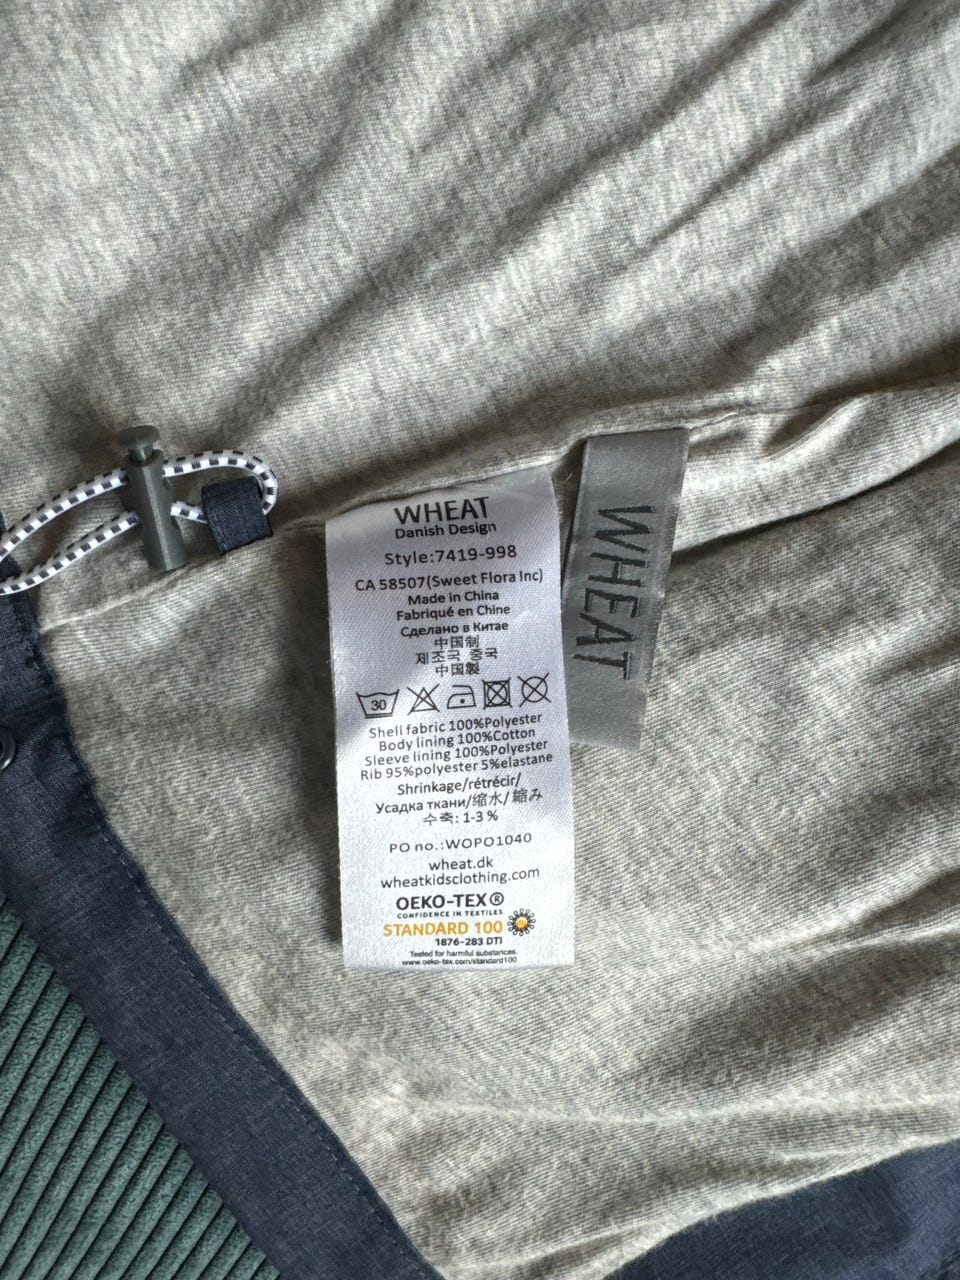 WHEAT
Danish Design
Style:7419-998
CA 58507(Sweet Flora Inc)
Made in China
Fabriqué en Chine
Сделано в Китае
中国制
제조국 중국
中國製
30
Shell fabric 100%Polyester
Body lining 100%Cotton
Sleeve lining 100%Polyester
Rib 95%polyester 5%elastane
Shrinkage/rétrécir/
Усадка ткани/缩水/縮み
수축: 1-3 %
PO no.:WOPO1040
wheat.dk
wheatkidsclothing.com
OEKO-TEX®
CONFIDENCE IN TEXTILES
STANDARD 100
1876-283 DTI
Tested for harmful substances.
www.oeko-tex.com/standard100
WHEAT